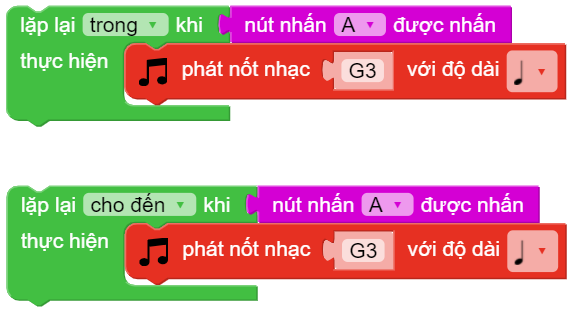 lặp lại trong khi nút nhấn A được nhấn
thực hiện phát nốt nhạc G3 với độ dài
lặp lại cho đến khi nút nhấn A được nhấn
thực hiện phát nốt nhạc G3 với độ dài